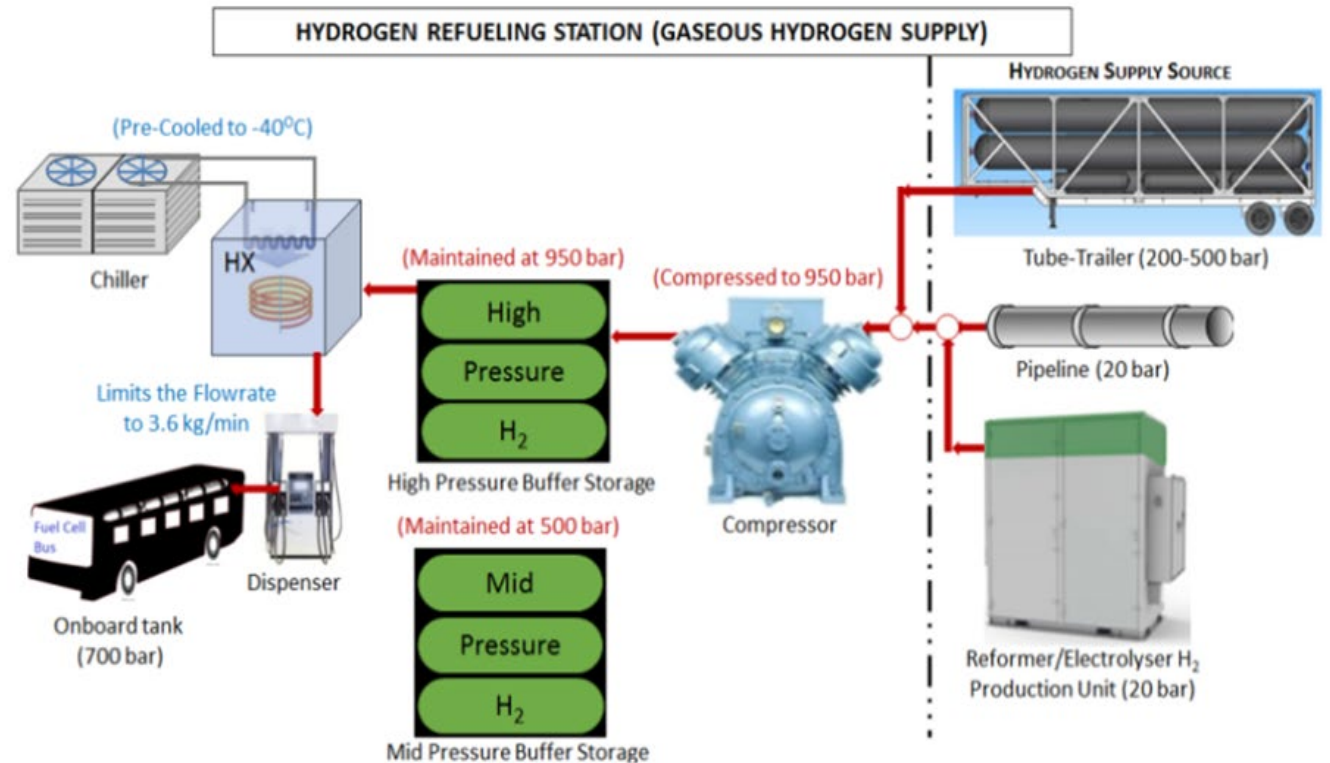 HYDROGEN REFUELING STATION (GASEOUS HYDROGEN SUPPLY)
HYDROGEN SUPPLY SOURCE
(Pre-Cooled to -40⁰C)
Chiller
HX
(Maintained at 950 bar)
High
Pressure
H₂
High Pressure Buffer Storage
(Compressed to 950 bar)
Compressor
Tube-Trailer (200-500 bar)
Pipeline (20 bar)
Reformer/Electrolyser H₂
Production Unit (20 bar)
Limits the Flowrate
to 3.6 kg/min
Dispenser
Fuel Cell
Bus
Onboard tank
(700 bar)
(Maintained at 500 bar)
Mid
Pressure
H₂
Mid Pressure Buffer Storage